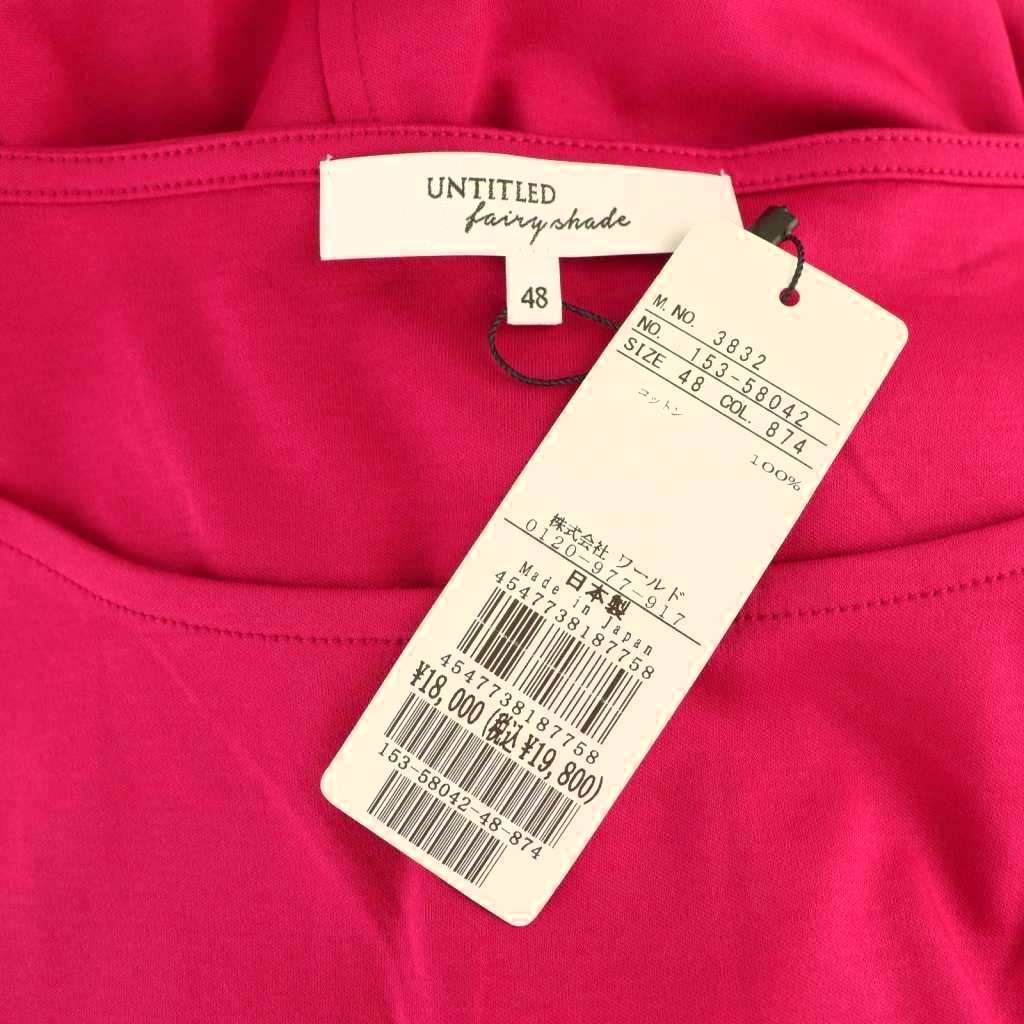 UNTITLED
fairy shade
48
M. NO. 3832
NO. 153-58042
SIZE 48 COL. 874
コットン
100%
株式会社 ワールド
0120-977-917
日本製
Made in Japan
4547738187758
4547738187758
¥18,000 (税込 ¥19,800)
153-58042-48-874